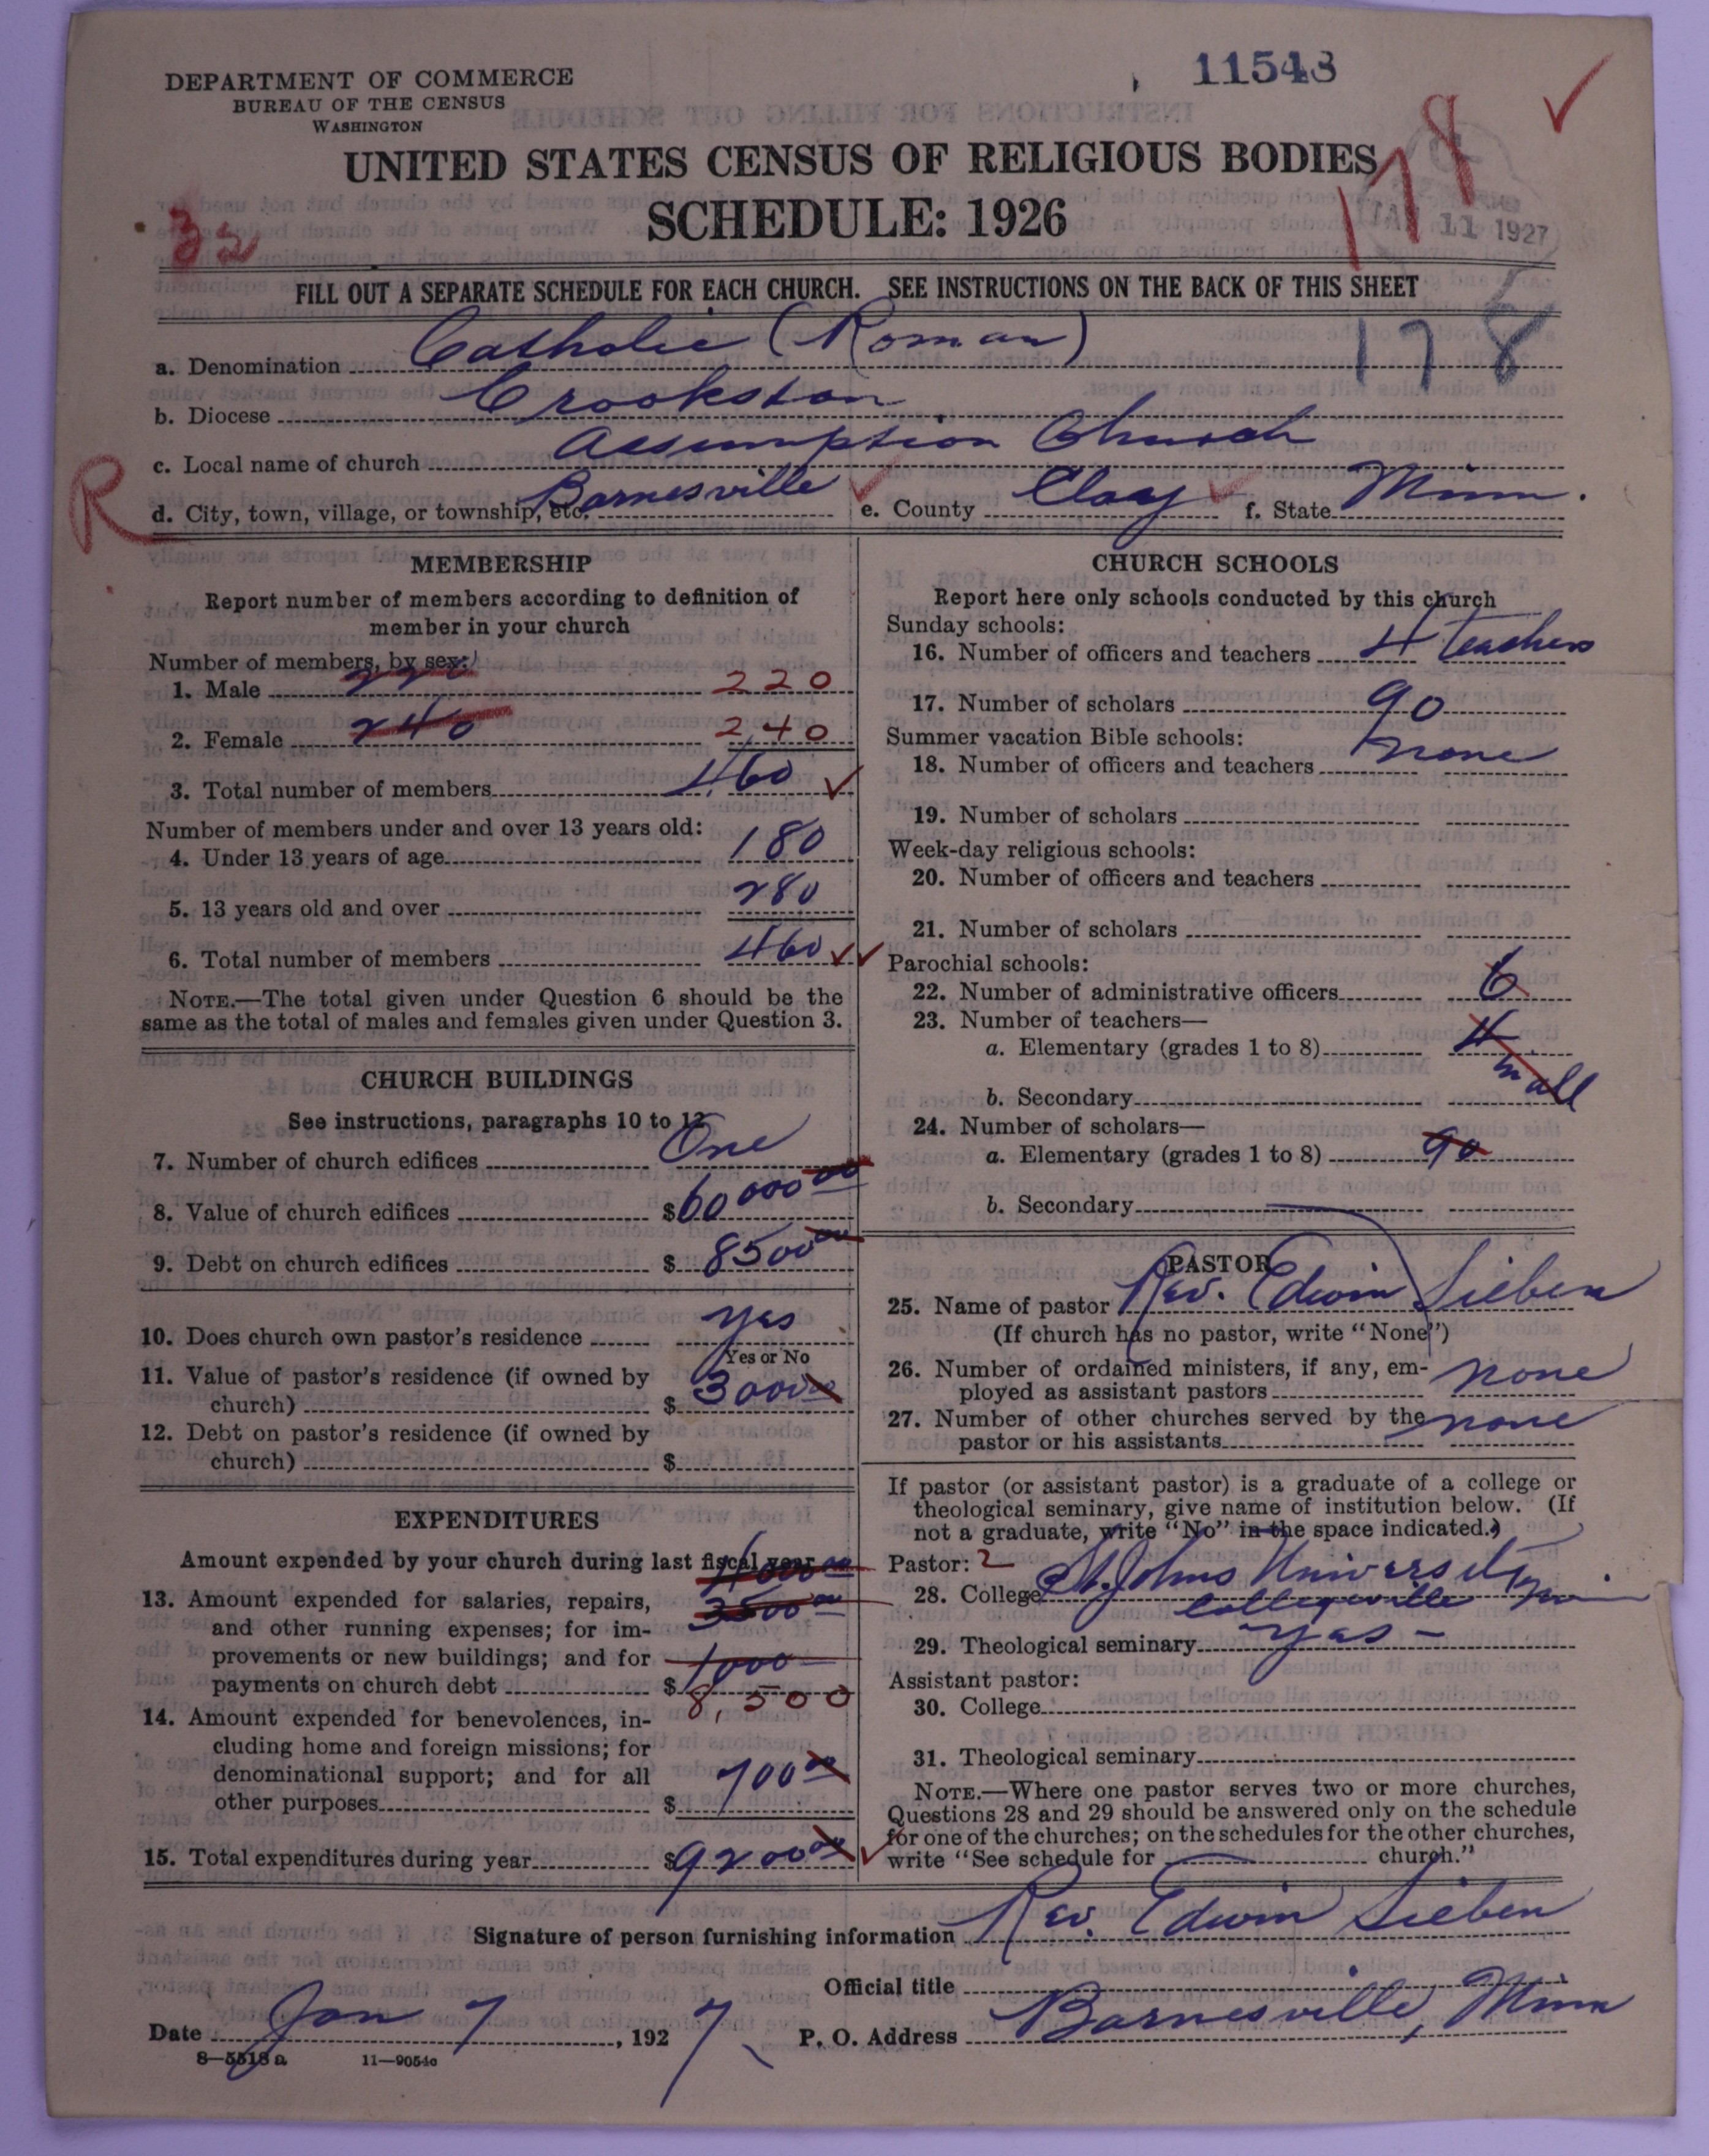 11543
DEPARTMENT OF COMMERCE
BUREAU OF THE CENSUS
WASHINGTON
UNITED STATES CENSUS OF RELIGIOUS BODIES
178
SCHEDULE: 1926
32
JAN 11 1927
FILL OUT A SEPARATE SCHEDULE FOR EACH CHURCH. SEE INSTRUCTIONS ON THE BACK OF THIS SHEET
178
a. Denomination Catholic (Roman)
b. Diocese Crookston
c. Local name of church Assumption Church
R
d. City, town, village, or township, etc. Barnesville e. County Clay f. State Minn.
MEMBERSHIP
Report number of members according to definition of
member in your church
Number of members, by sex:
1. Male 220 220
2. Female 240 240
3. Total number of members 460
Number of members under and over 13 years old:
4. Under 13 years of age 180
5. 13 years old and over 280
6. Total number of members 460
NOTE.—The total given under Question 6 should be the
same as the total of males and females given under Question 3.
CHURCH BUILDINGS
See instructions, paragraphs 10 to 12
7. Number of church edifices One
8. Value of church edifices $60000 00
9. Debt on church edifices $ 8500 00
10. Does church own pastor's residence yes
Yes or No
11. Value of pastor's residence (if owned by
church) $ 3000 00
12. Debt on pastor's residence (if owned by
church) $
EXPENDITURES
Amount expended by your church during last fiscal year
4000 00
13. Amount expended for salaries, repairs, 3500 00
and other running expenses; for im-
provements or new buildings; and for 1000
payments on church debt $ 8,500
14. Amount expended for benevolences, in-
cluding home and foreign missions; for
denominational support; and for all 700 00
other purposes $
15. Total expenditures during year $9200 00
CHURCH SCHOOLS
Report here only schools conducted by this church
Sunday schools:
16. Number of officers and teachers 4 teachers
17. Number of scholars 90
Summer vacation Bible schools:
18. Number of officers and teachers none
19. Number of scholars
Week-day religious schools:
20. Number of officers and teachers
21. Number of scholars
Parochial schools:
22. Number of administrative officers 6
23. Number of teachers—
a. Elementary (grades 1 to 8) 4
in all
b. Secondary
24. Number of scholars—
a. Elementary (grades 1 to 8) 90
b. Secondary
PASTOR
25. Name of pastor Rev. Edwin Sieben
(If church has no pastor, write "None")
26. Number of ordained ministers, if any, em-
ployed as assistant pastors none
27. Number of other churches served by the
pastor or his assistants none
If pastor (or assistant pastor) is a graduate of a college or
theological seminary, give name of institution below. (If
not a graduate, write "No" in the space indicated.)
Pastor: 2
28. College St. Johns University
Collegeville
29. Theological seminary yes -
Assistant pastor:
30. College
31. Theological seminary
NOTE.—Where one pastor serves two or more churches,
Questions 28 and 29 should be answered only on the schedule
for one of the churches; on the schedules for the other churches,
write "See schedule for church."
Signature of person furnishing information Rev. Edwin Sieben
Official title
Date Jan 7, 1927 P. O. Address Barnesville, Minn
8—5518 a 11—9054c